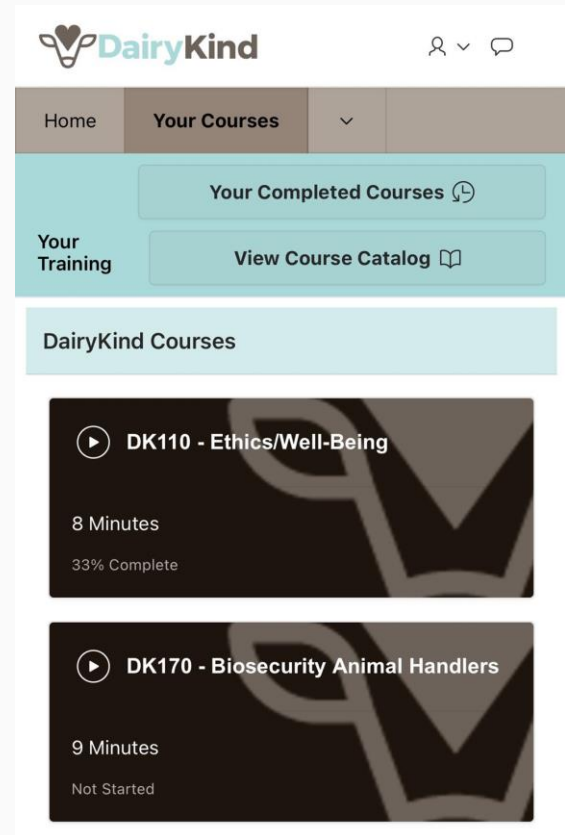 DairyKind
Home
Your Courses
Your Completed Courses
Your
Training
View Course Catalog
DairyKind Courses
DK110 - Ethics/Well-Being
8 Minutes
33% Complete
DK170 - Biosecurity Animal Handlers
9 Minutes
Not Started